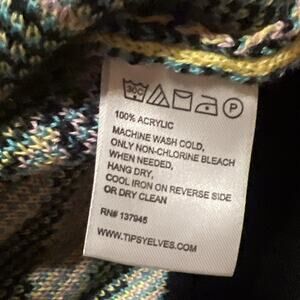 30C P
100% ACRYLIC
MACHINE WASH COLD,
ONLY NON-CHLORINE BLEACH
WHEN NEEDED,
HANG DRY,
COOL IRON ON REVERSE SIDE
OR DRY CLEAN
RN# 137945
WWW.TIPSYELVES.COM